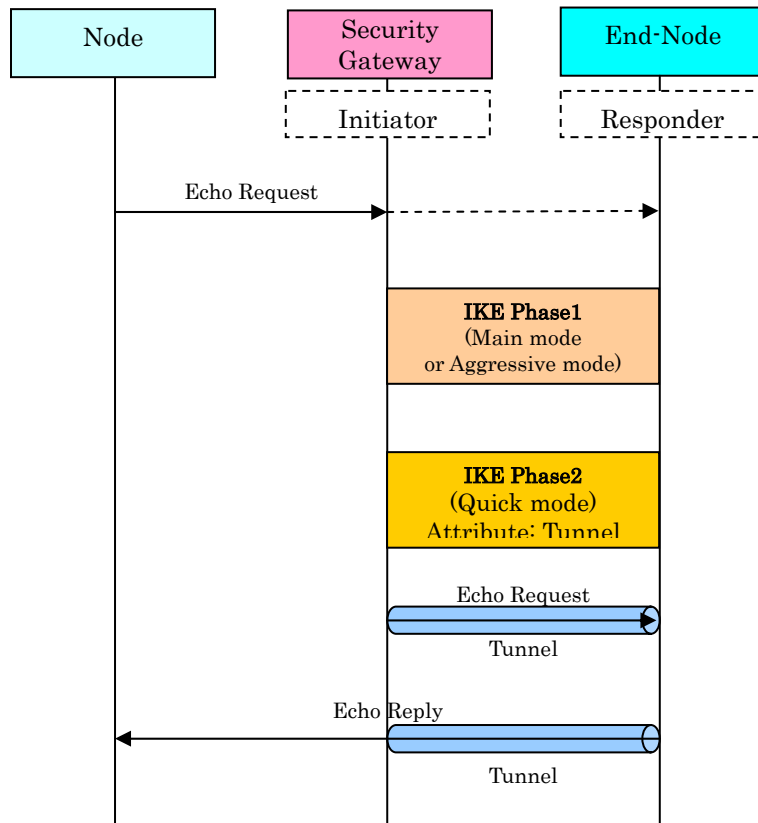 Node
Security
Gateway
End-Node
Initiator
Responder
Echo Request
IKE Phase1
(Main mode
or Aggressive mode)
IKE Phase2
(Quick mode)
Attribute: Tunnel
Echo Request
Tunnel
Echo Reply
Tunnel